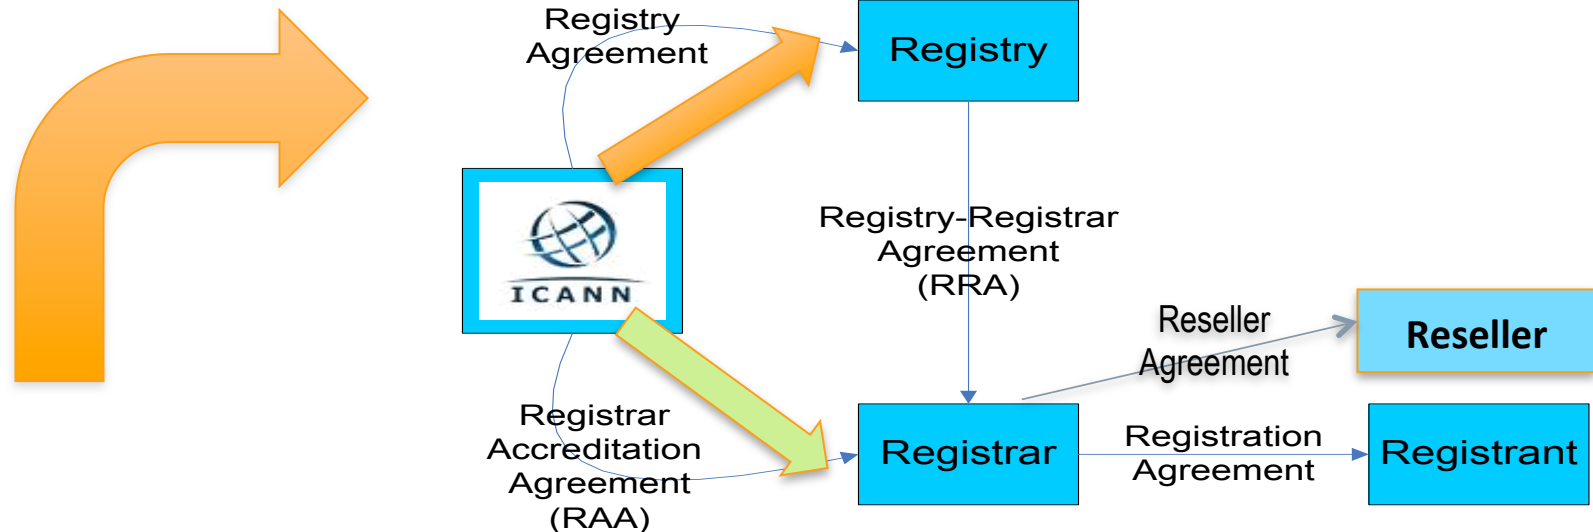 Registry
Agreement
Registry
ICANN
Registry-Registrar
Agreement
(RRA)
Reseller
Agreement
Reseller
Registrar
Accreditation
Agreement
(RAA)
Registrar
Registration
Agreement
Registrant